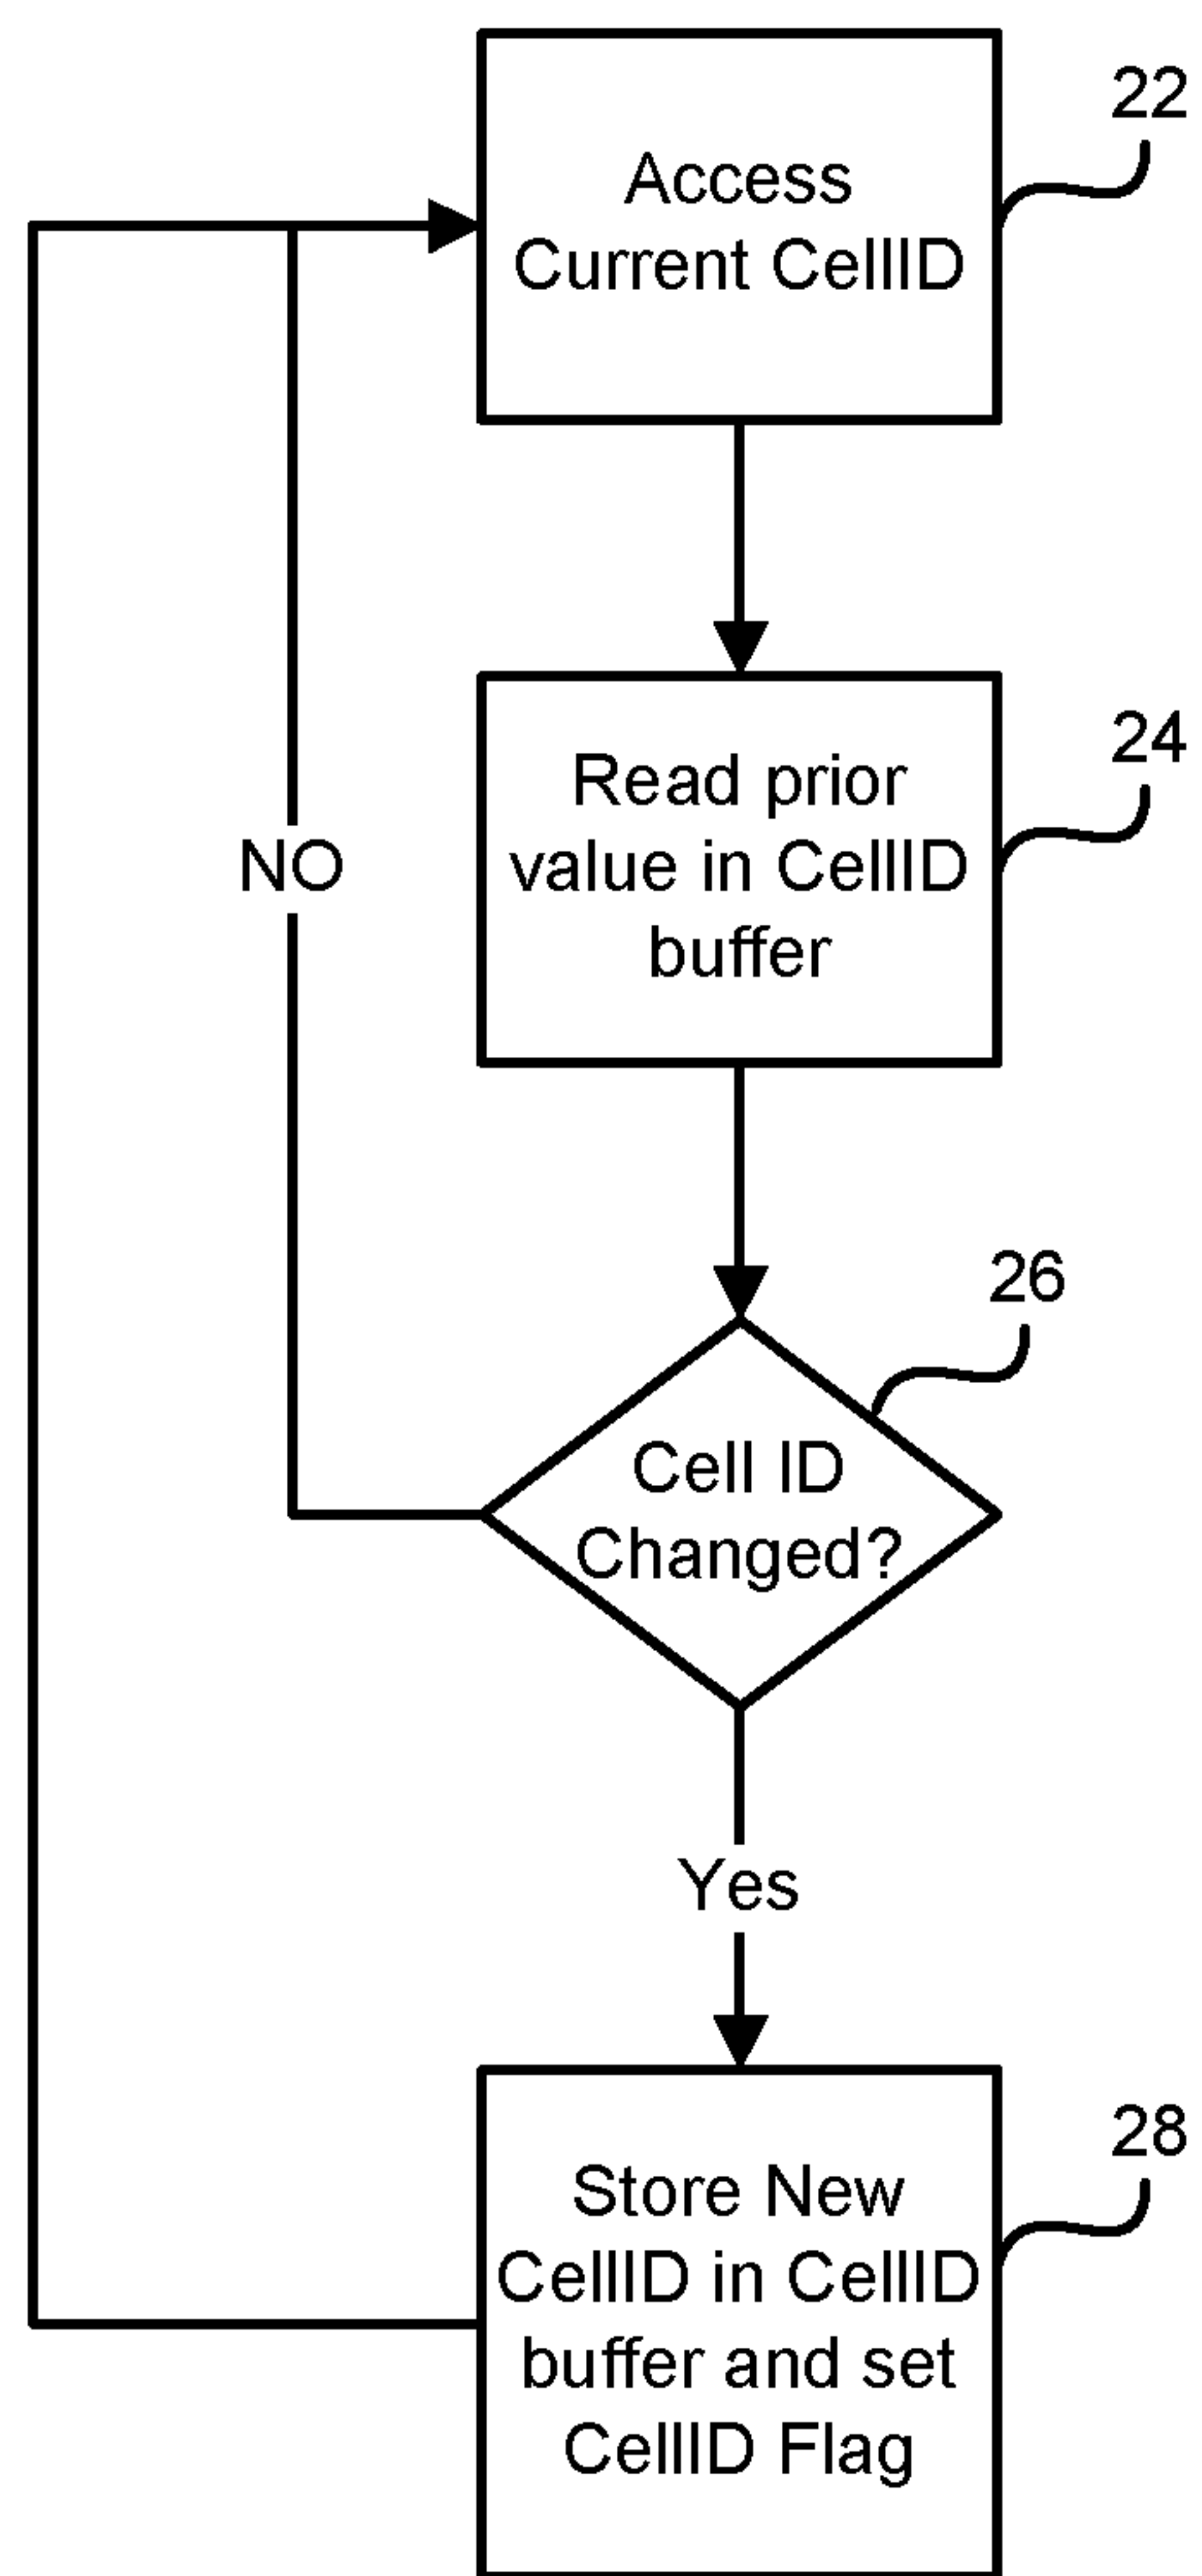 22
Access
Current CellID
24
Read prior
value in CellID
buffer
NO
26
Cell ID
Changed?
Yes
28
Store New
CellID in CellID
buffer and set
CellID Flag